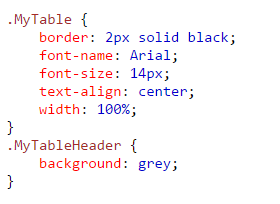 .MyTable {
    border: 2px solid black;
    font-name: Arial;
    font-size: 14px;
    text-align: center;
    width: 100%;
}
.MyTableHeader {
    background: grey;
}